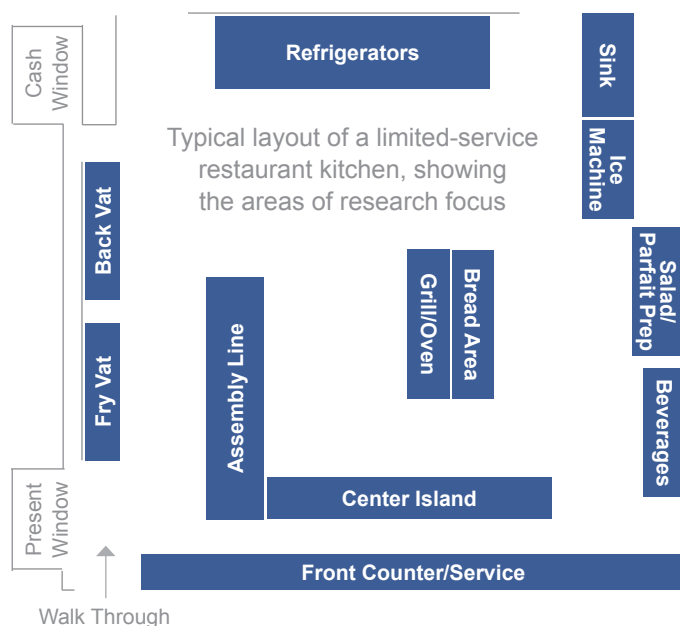 Cash
Window
Refrigerators
Sink
Typical layout of a limited-service
restaurant kitchen, showing
the areas of research focus
Ice
Machine
Back Vat
Salad/
Parfait Prep
Grill/Oven
Bread Area
Assembly Line
Fry Vat
Beverages
Present
Window
Center Island
Front Counter/Service
Walk Through